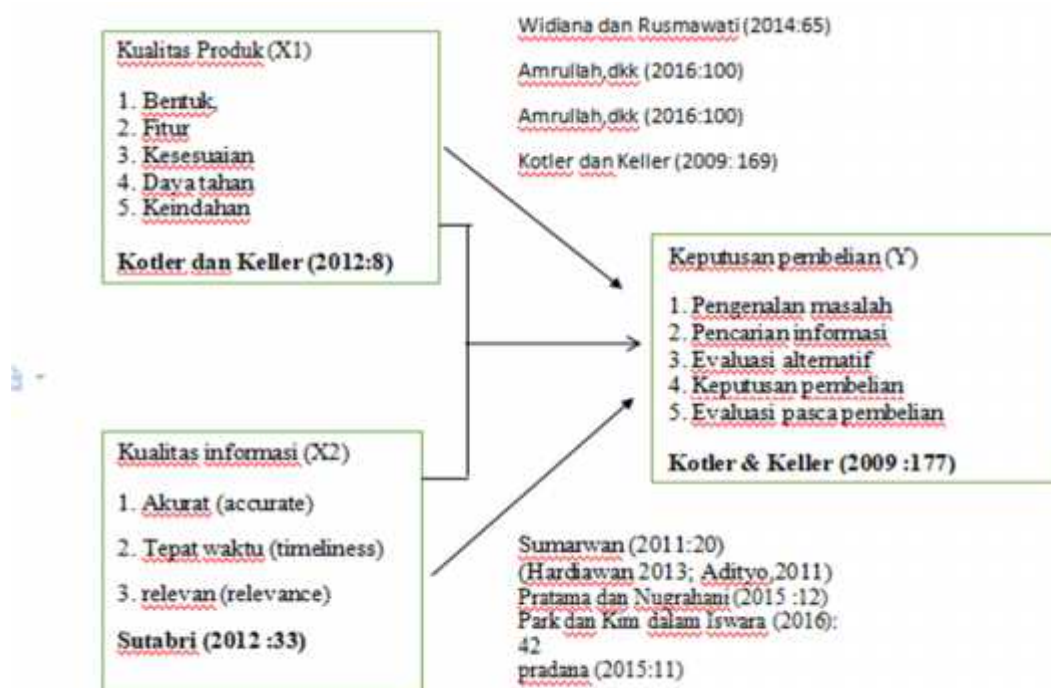 Kualitas Produk (X1)
1. Bentuk,
2. Fitur
3. Kesesuaian
4. Daya tahan
5. Keindahan
Kotler dan Keller (2012:8)
Widiana dan Rusmawati (2014:65)
Amrullah,dkk (2016:100)
Amrullah,dkk (2016:100)
Kotler dan Keller (2009: 169)
Keputusan pembelian (Y)
1. Pengenalan masalah
2. Pencarian informasi
3. Evaluasi alternatif
4. Keputusan pembelian
5. Evaluasi pasca pembelian
Kotler & Keller (2009 :177)
Kualitas informasi (X2)
1. Akurat (accurate)
2. Tepat waktu (timeliness)
3. relevan (relevance)
Sutabri (2012 :33)
Sumarwan (2011:20)
(Hardiawan 2013; Adityo,2011)
Pratama dan Nugrahani (2015 :12)
Park dan Kim dalam Iswara (2016):
42
pradana (2015:11)